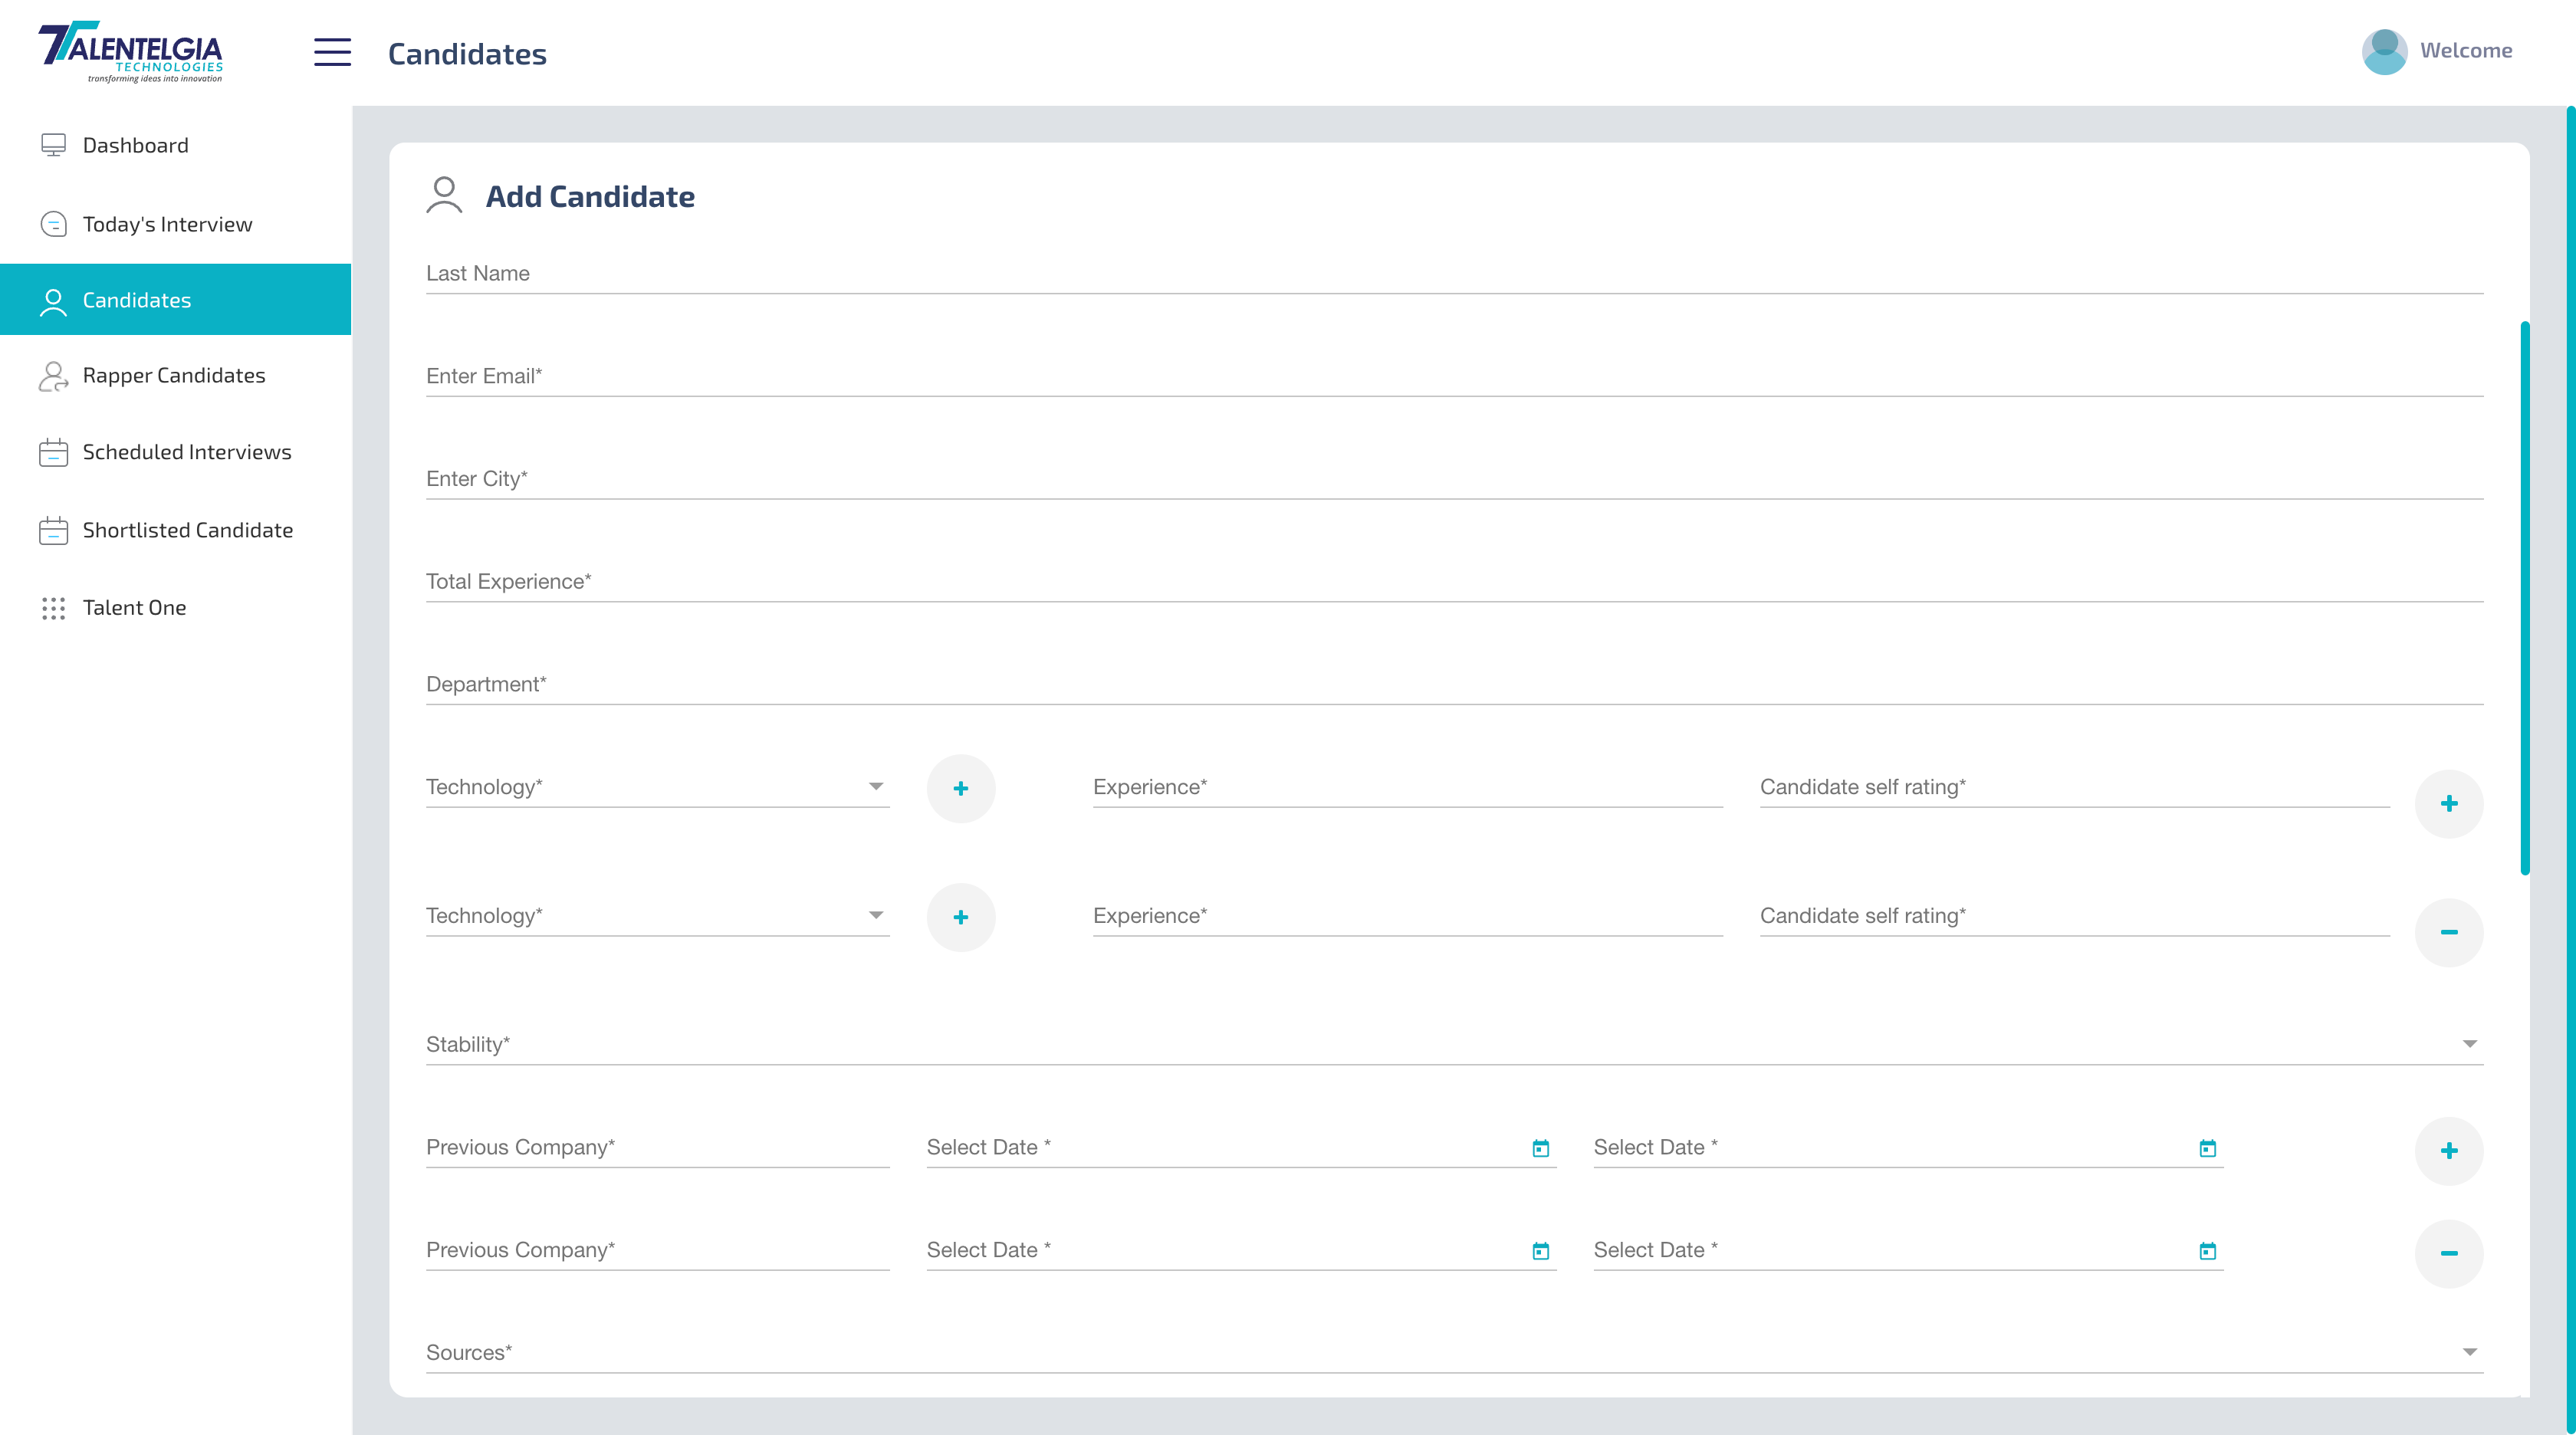 TALENTELGIA
TECHNOLOGIES
transforming ideas into innovation
Candidates
Welcome
Dashboard
Today's Interview
Candidates
Rapper Candidates
Scheduled Interviews
Shortlisted Candidate
Talent One
Add Candidate
Last Name
Enter Email*
Enter City*
Total Experience*
Department*
Technology* Experience* Candidate self rating*
Technology* Experience* Candidate self rating*
Stability*
Previous Company* Select Date * Select Date *
Previous Company* Select Date * Select Date *
Sources*